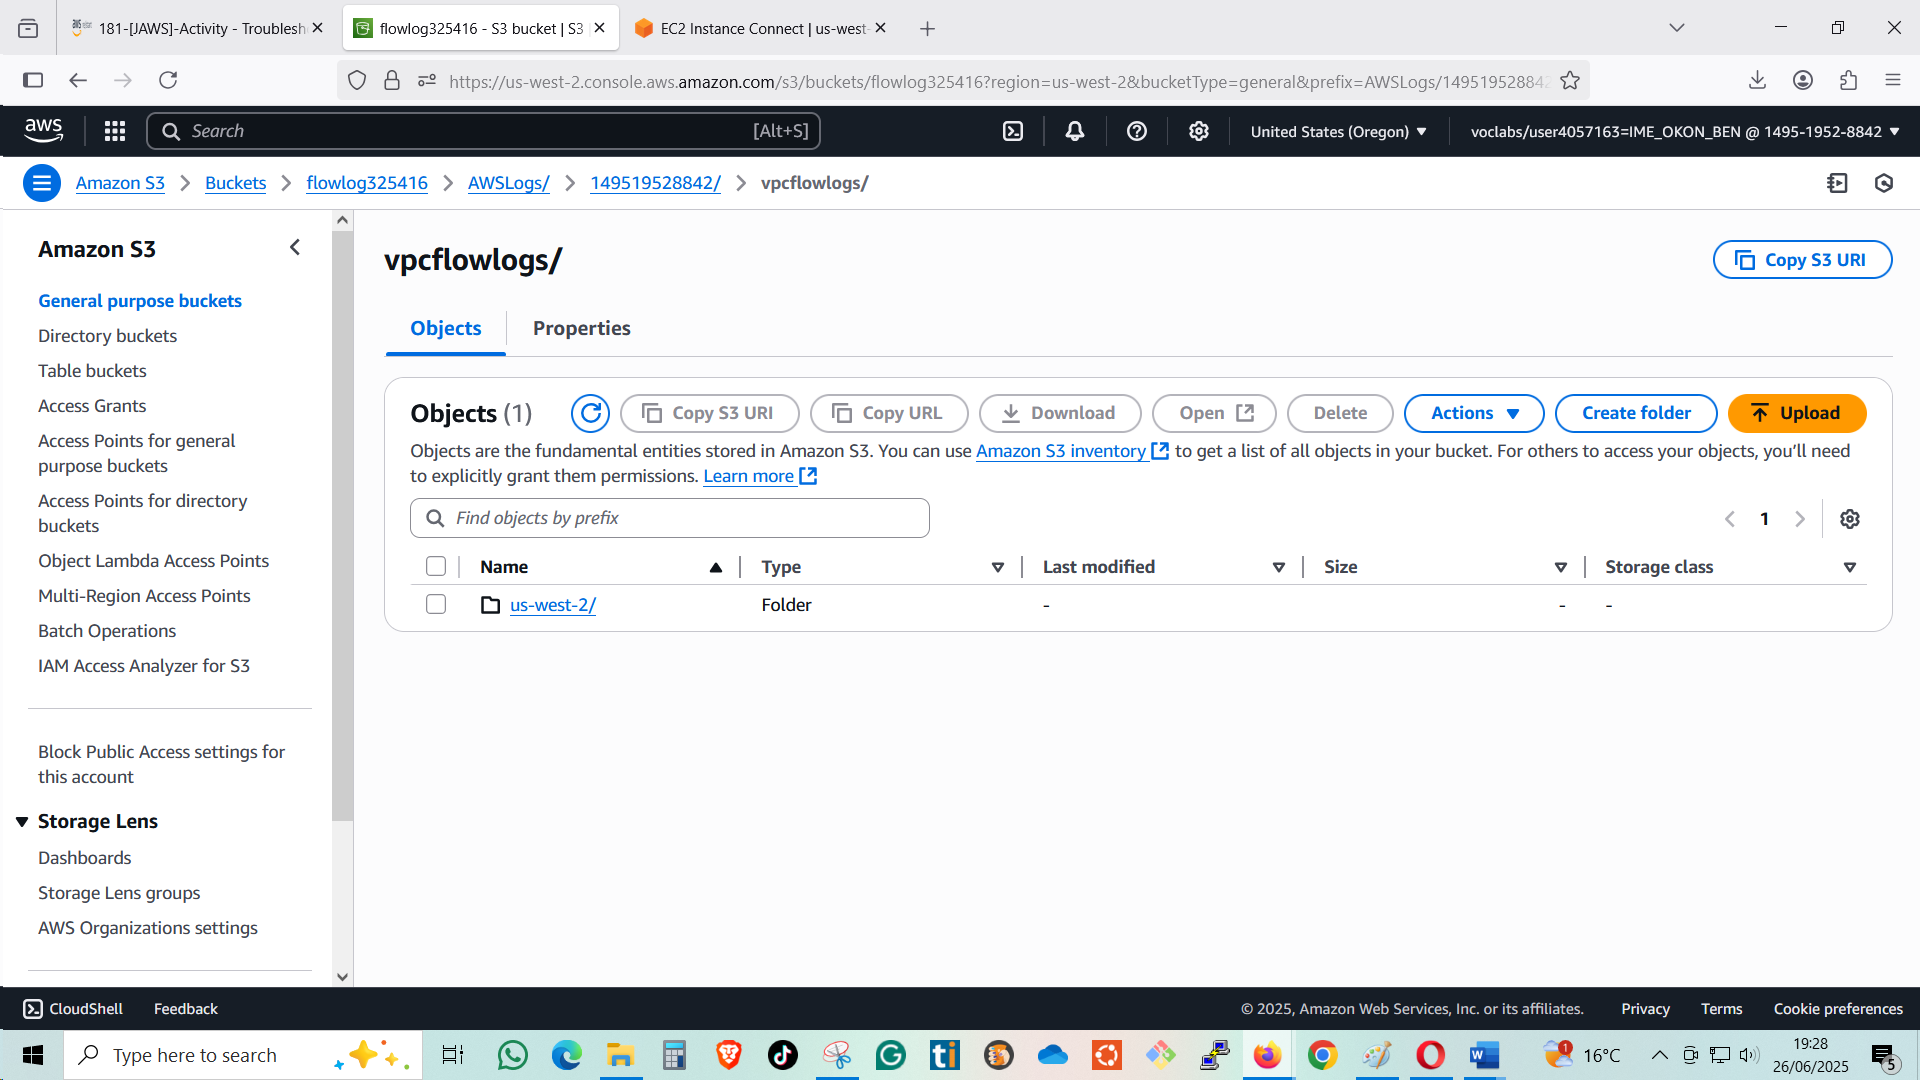 181-[JAWS]-Activity - Troublesh
flowlog325416 - S3 bucket | S3
EC2 Instance Connect | us-west-
https://us-west-2.console.aws.amazon.com/s3/buckets/flowlog325416?region=us-west-2&bucketType=general&prefix=AWSLogs/149519528842
aws
Search
[Alt+S]
United States (Oregon)
voclabs/user4057163=IME_OKON_BEN @ 1495-1952-8842
Amazon S3
Buckets
flowlog325416
AWSLogs/
149519528842/
vpcflowlogs/
Amazon S3
General purpose buckets
Directory buckets
Table buckets
Access Grants
Access Points for general
purpose buckets
Access Points for directory
buckets
Object Lambda Access Points
Multi-Region Access Points
Batch Operations
IAM Access Analyzer for S3
Block Public Access settings for
this account
Storage Lens
Dashboards
Storage Lens groups
AWS Organizations settings
vpcflowlogs/
Copy S3 URI
Objects
Properties
Objects (1)
Copy S3 URI
Copy URL
Download
Open
Delete
Actions
Create folder
Upload
Objects are the fundamental entities stored in Amazon S3. You can use Amazon S3 inventory to get a list of all objects in your bucket. For others to access your objects, you'll need
to explicitly grant them permissions. Learn more
Find objects by prefix
1
Name
Type
Last modified
Size
Storage class
us-west-2/
Folder
-
-
-
CloudShell
Feedback
© 2025, Amazon Web Services, Inc. or its affiliates.
Privacy
Terms
Cookie preferences
Type here to search
ti
W
1
16°C
19:28
26/06/2025
5